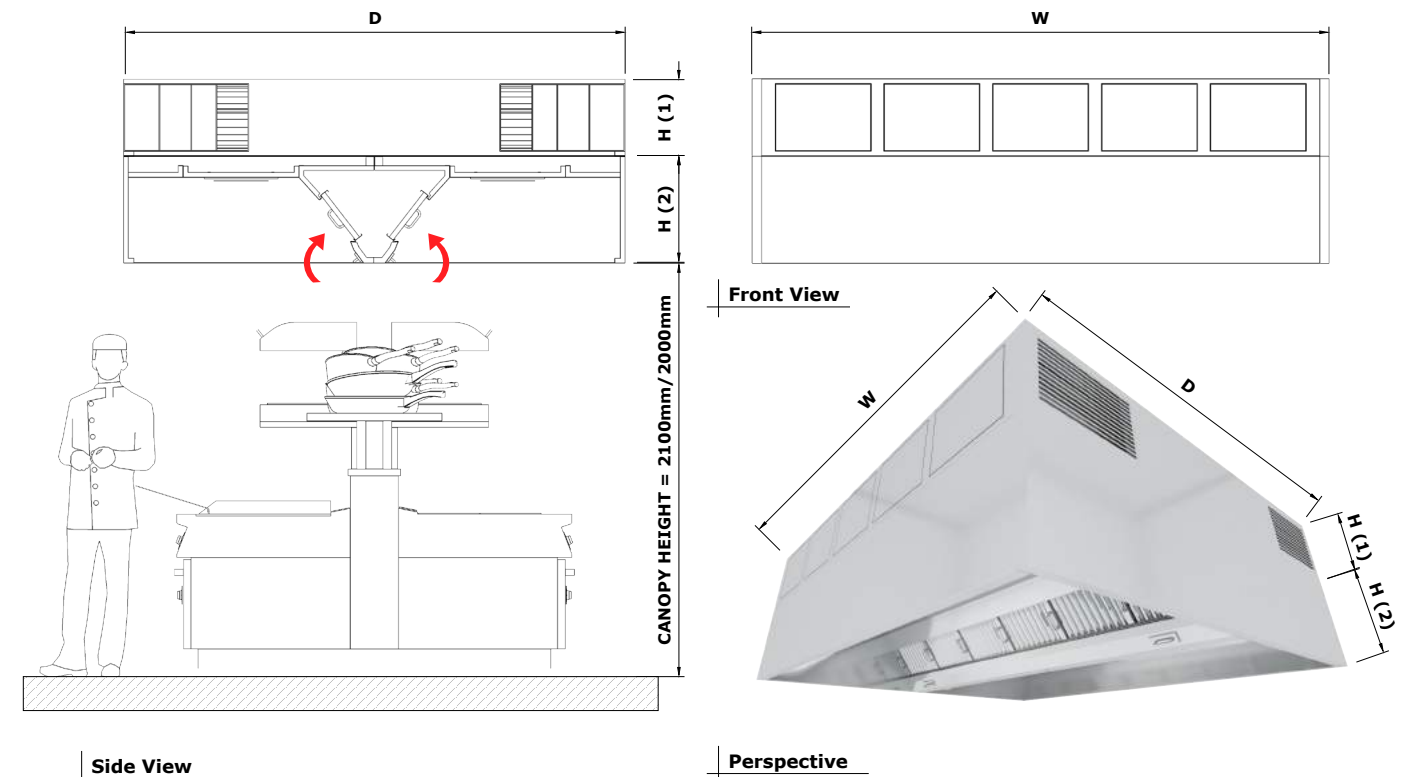 D
H (1)
H (2)
CANOPY HEIGHT = 2100mm/2000mm
Side View
W
Front View
W
D
H (1)
H (2)
Perspective